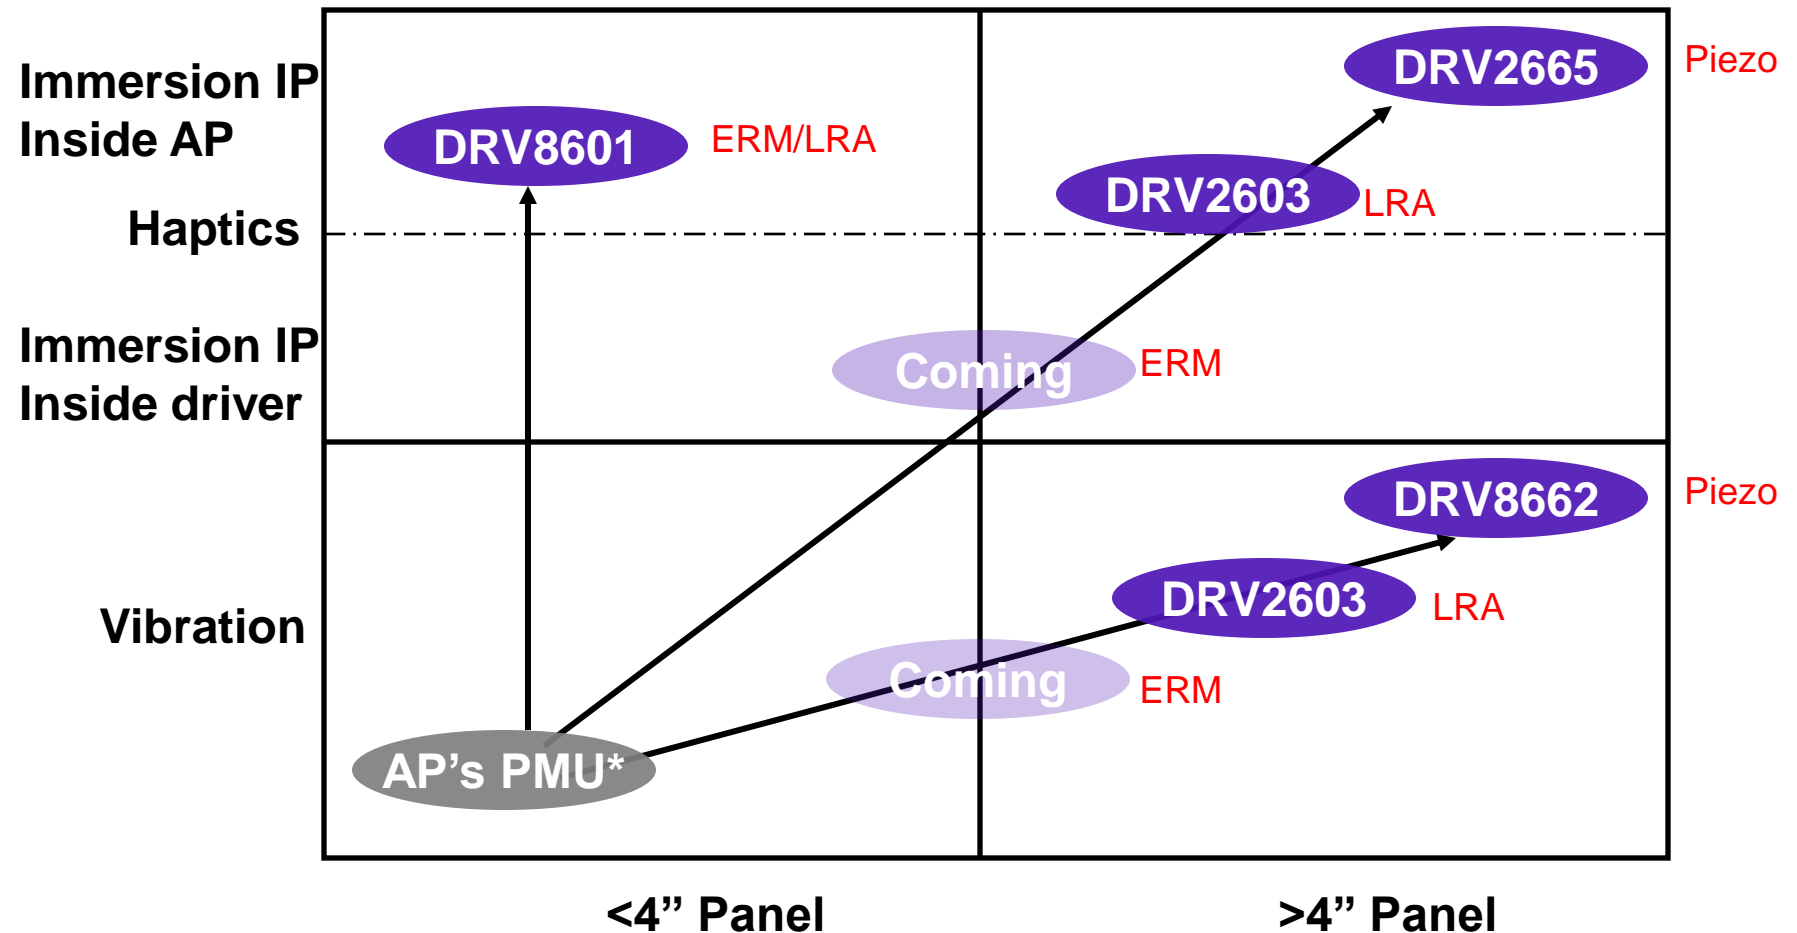 DRV2665
Piezo
Immersion IP
Inside AP
DRV8601
ERM/LRA
DRV2603
LRA
Haptics
Immersion IP
Inside driver
Coming
ERM
DRV8662
Piezo
DRV2603
LRA
Vibration
Coming
ERM
AP’s PMU*
<4” Panel
>4” Panel